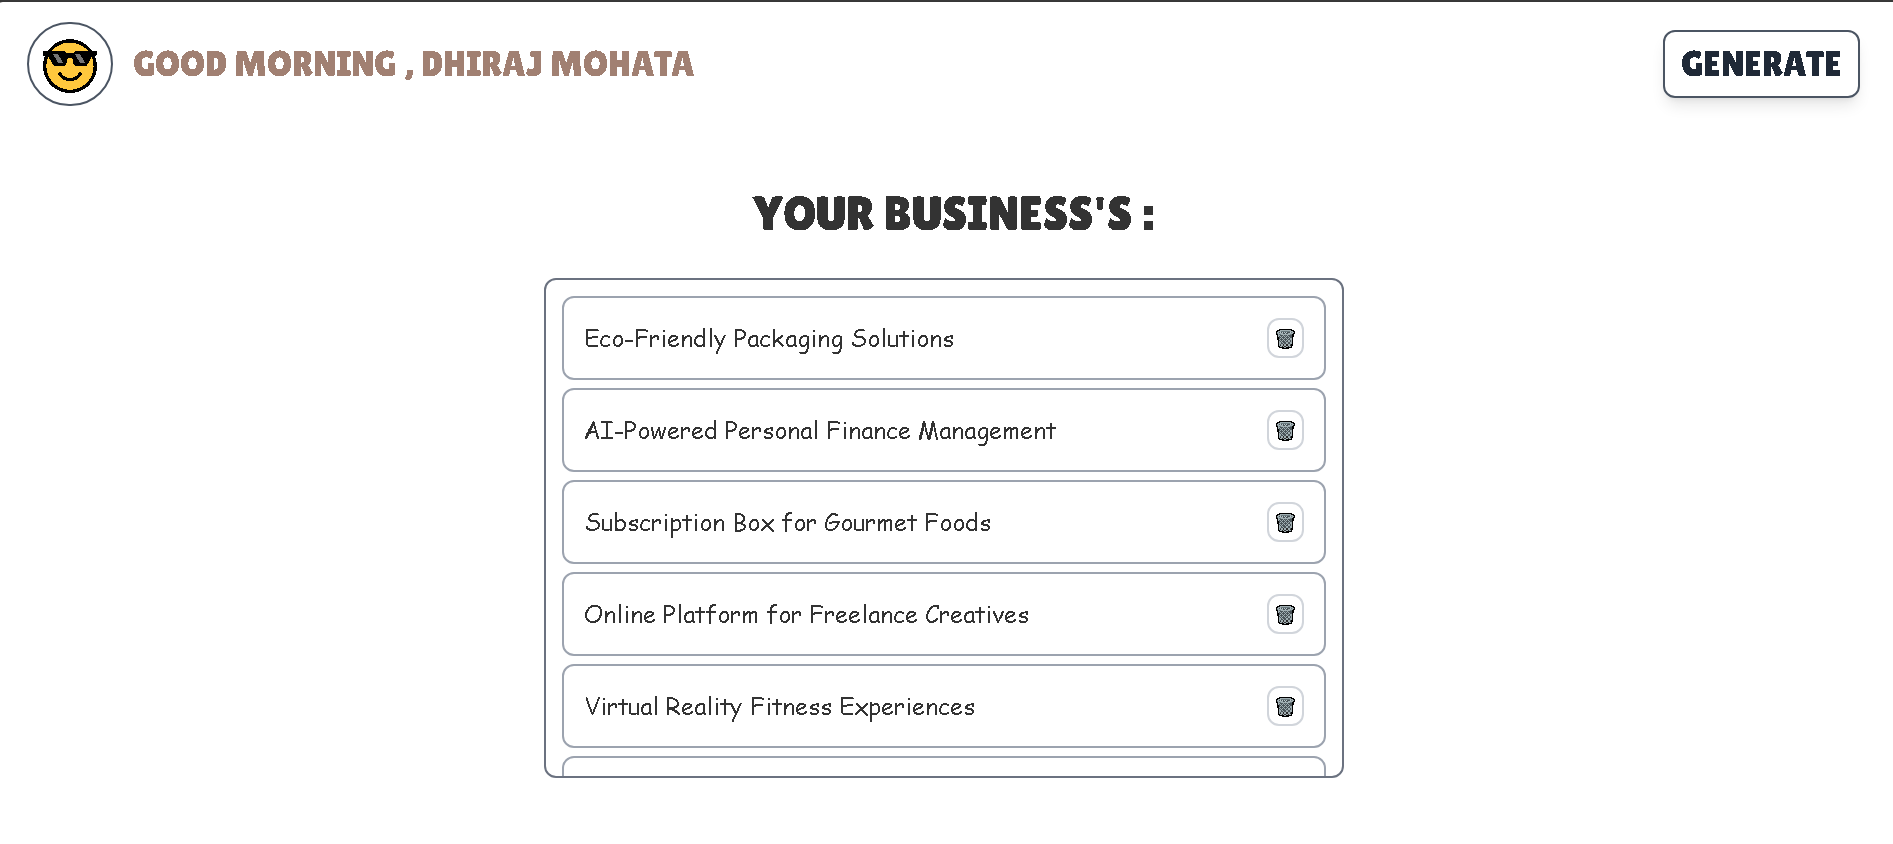 GOOD MORNING , DHIRAJ MOHATA
GENERATE
YOUR BUSINESS'S :
Eco-Friendly Packaging Solutions
AI-Powered Personal Finance Management
Subscription Box for Gourmet Foods
Online Platform for Freelance Creatives
Virtual Reality Fitness Experiences